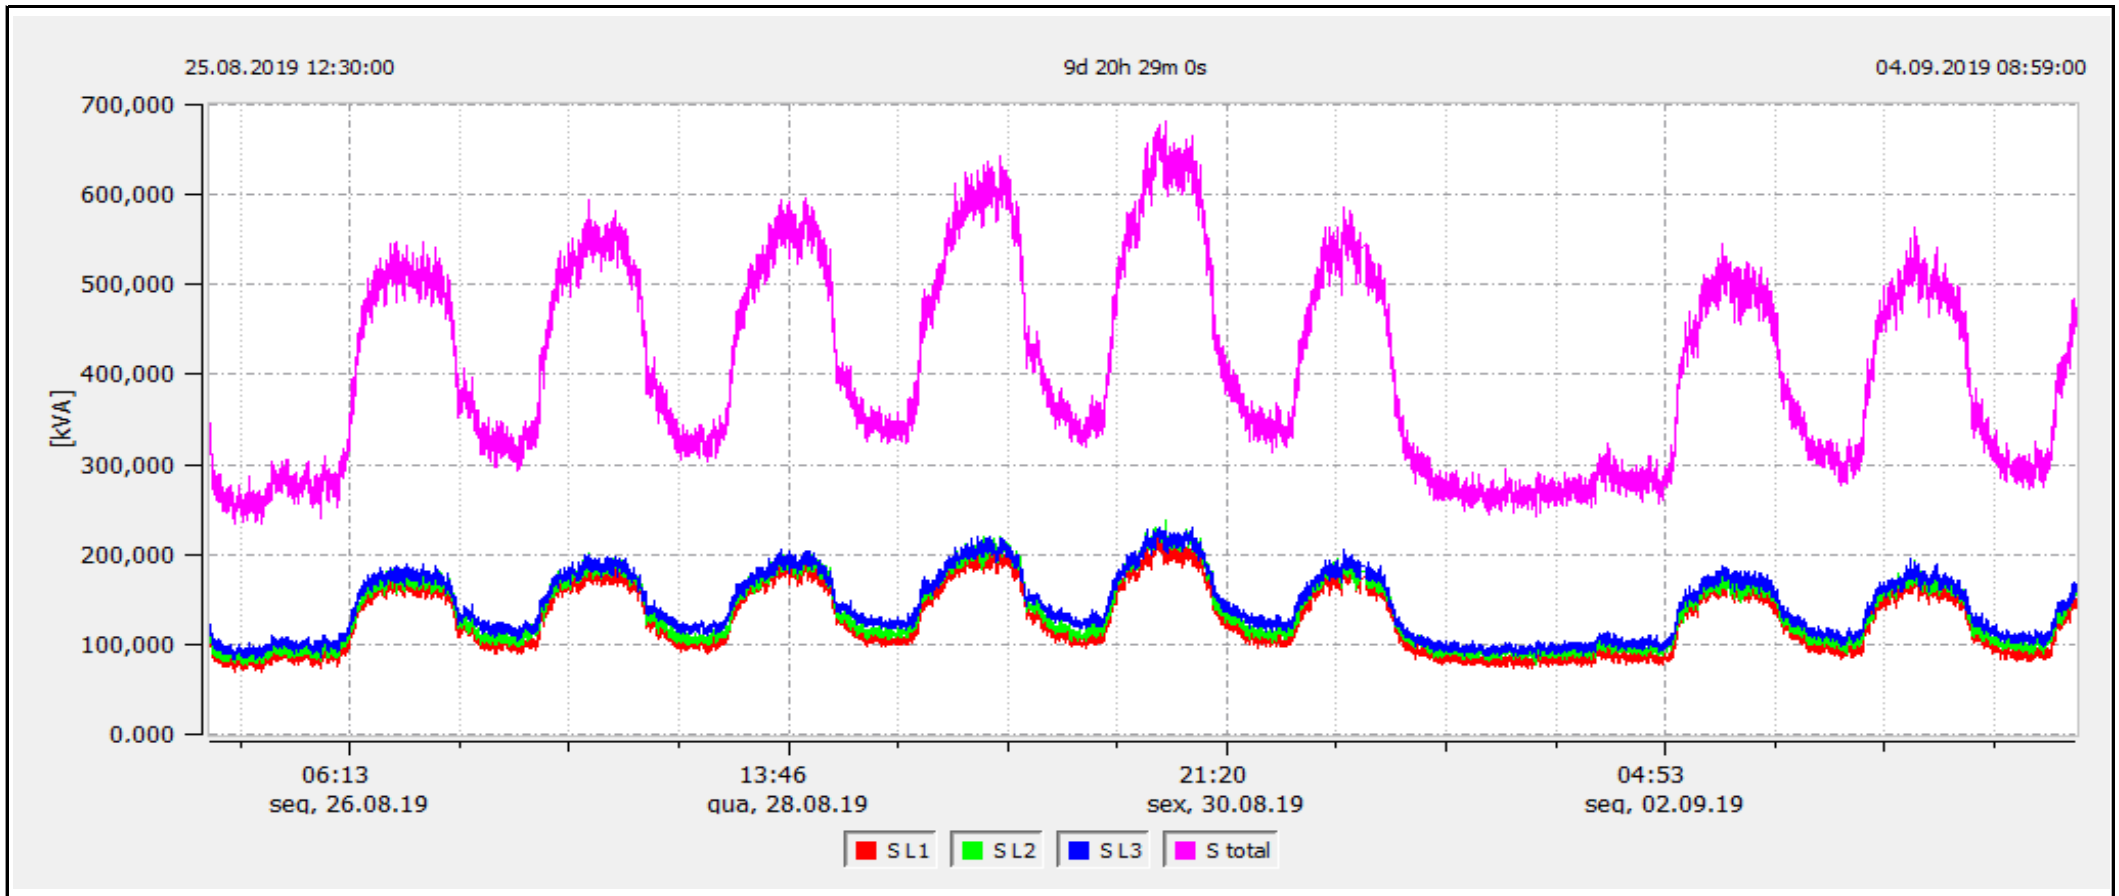 25.08.2019 12:30:00 9d 20h 29m 0s 04.09.2019 08:59:00
700,000
600,000
500,000
400,000
[kVA]
300,000
200,000
100,000
0.000
06:13 13:46 21:20 04:53
seg, 26.08.19 qua, 28.08.19 sex, 30.08.19 seg, 02.09.19
S L1 S L2 S L3 S total